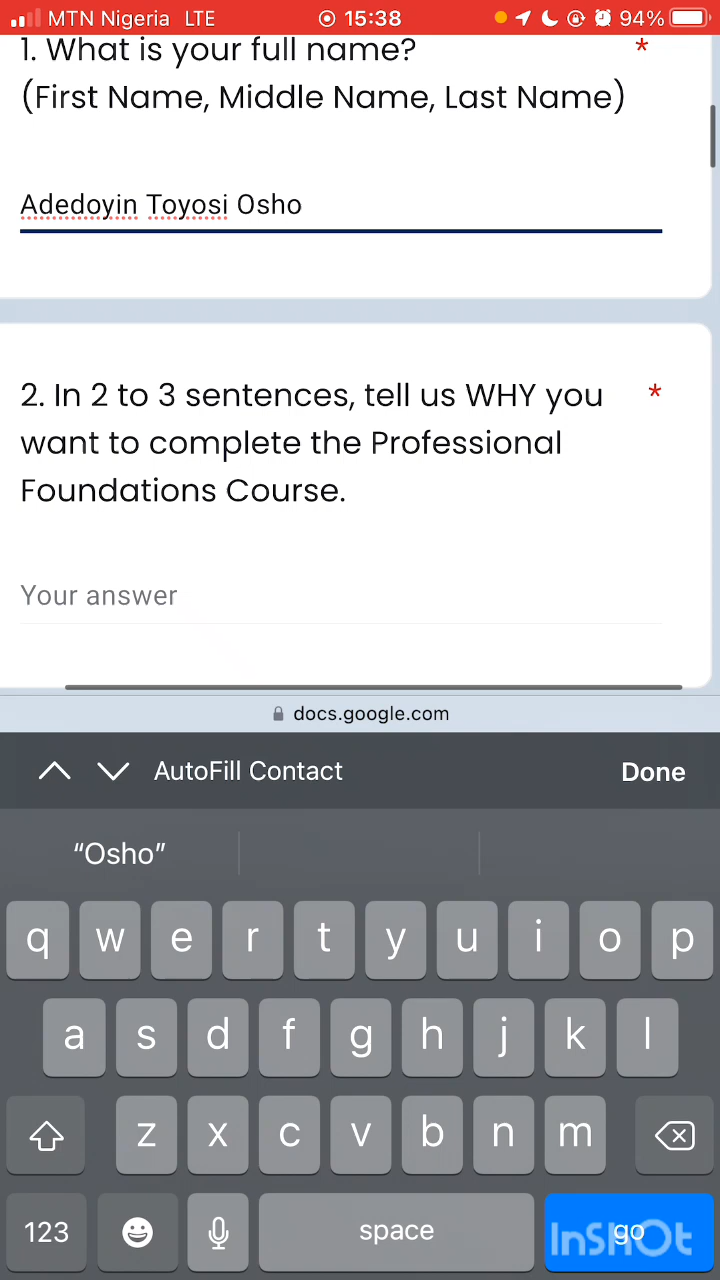 MTN Nigeria LTE 15:38 94%
1. What is your full name? *
(First Name, Middle Name, Last Name)
Adedoyin Toyosi Osho
2. In 2 to 3 sentences, tell us WHY you *
want to complete the Professional
Foundations Course.
Your answer
docs.google.com
AutoFill Contact Done
“Osho”
q w e r t y u i o p
a s d f g h j k l
z x c v b n m
123 space go
InShOt